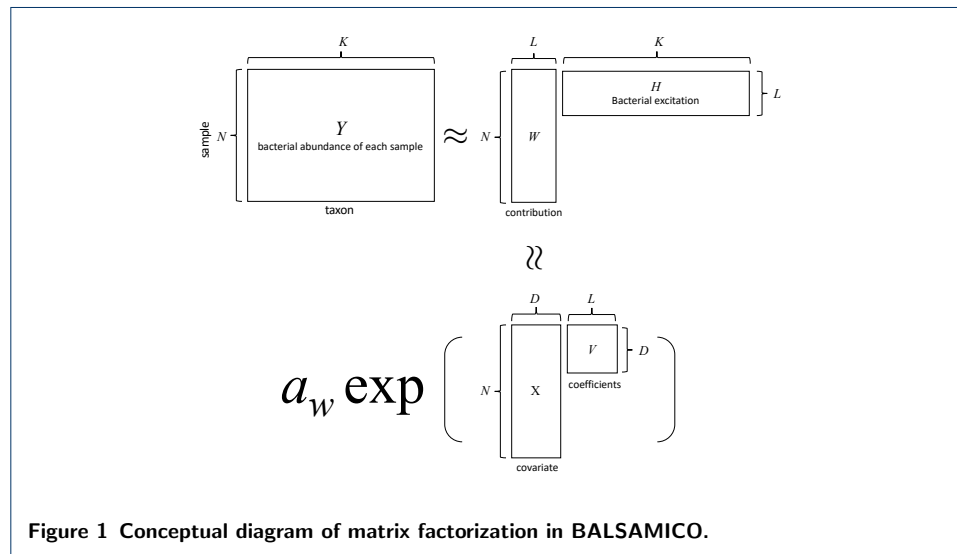 K
L
K
sample
N
Y
bacterial abundance of each sample
≈
N
W
H
Bacterial excitation
L
taxon
contribution
≈
D
L
a_w exp
N
X
V
D
coefficients
covariate
Figure 1 Conceptual diagram of matrix factorization in BALSAMICO.